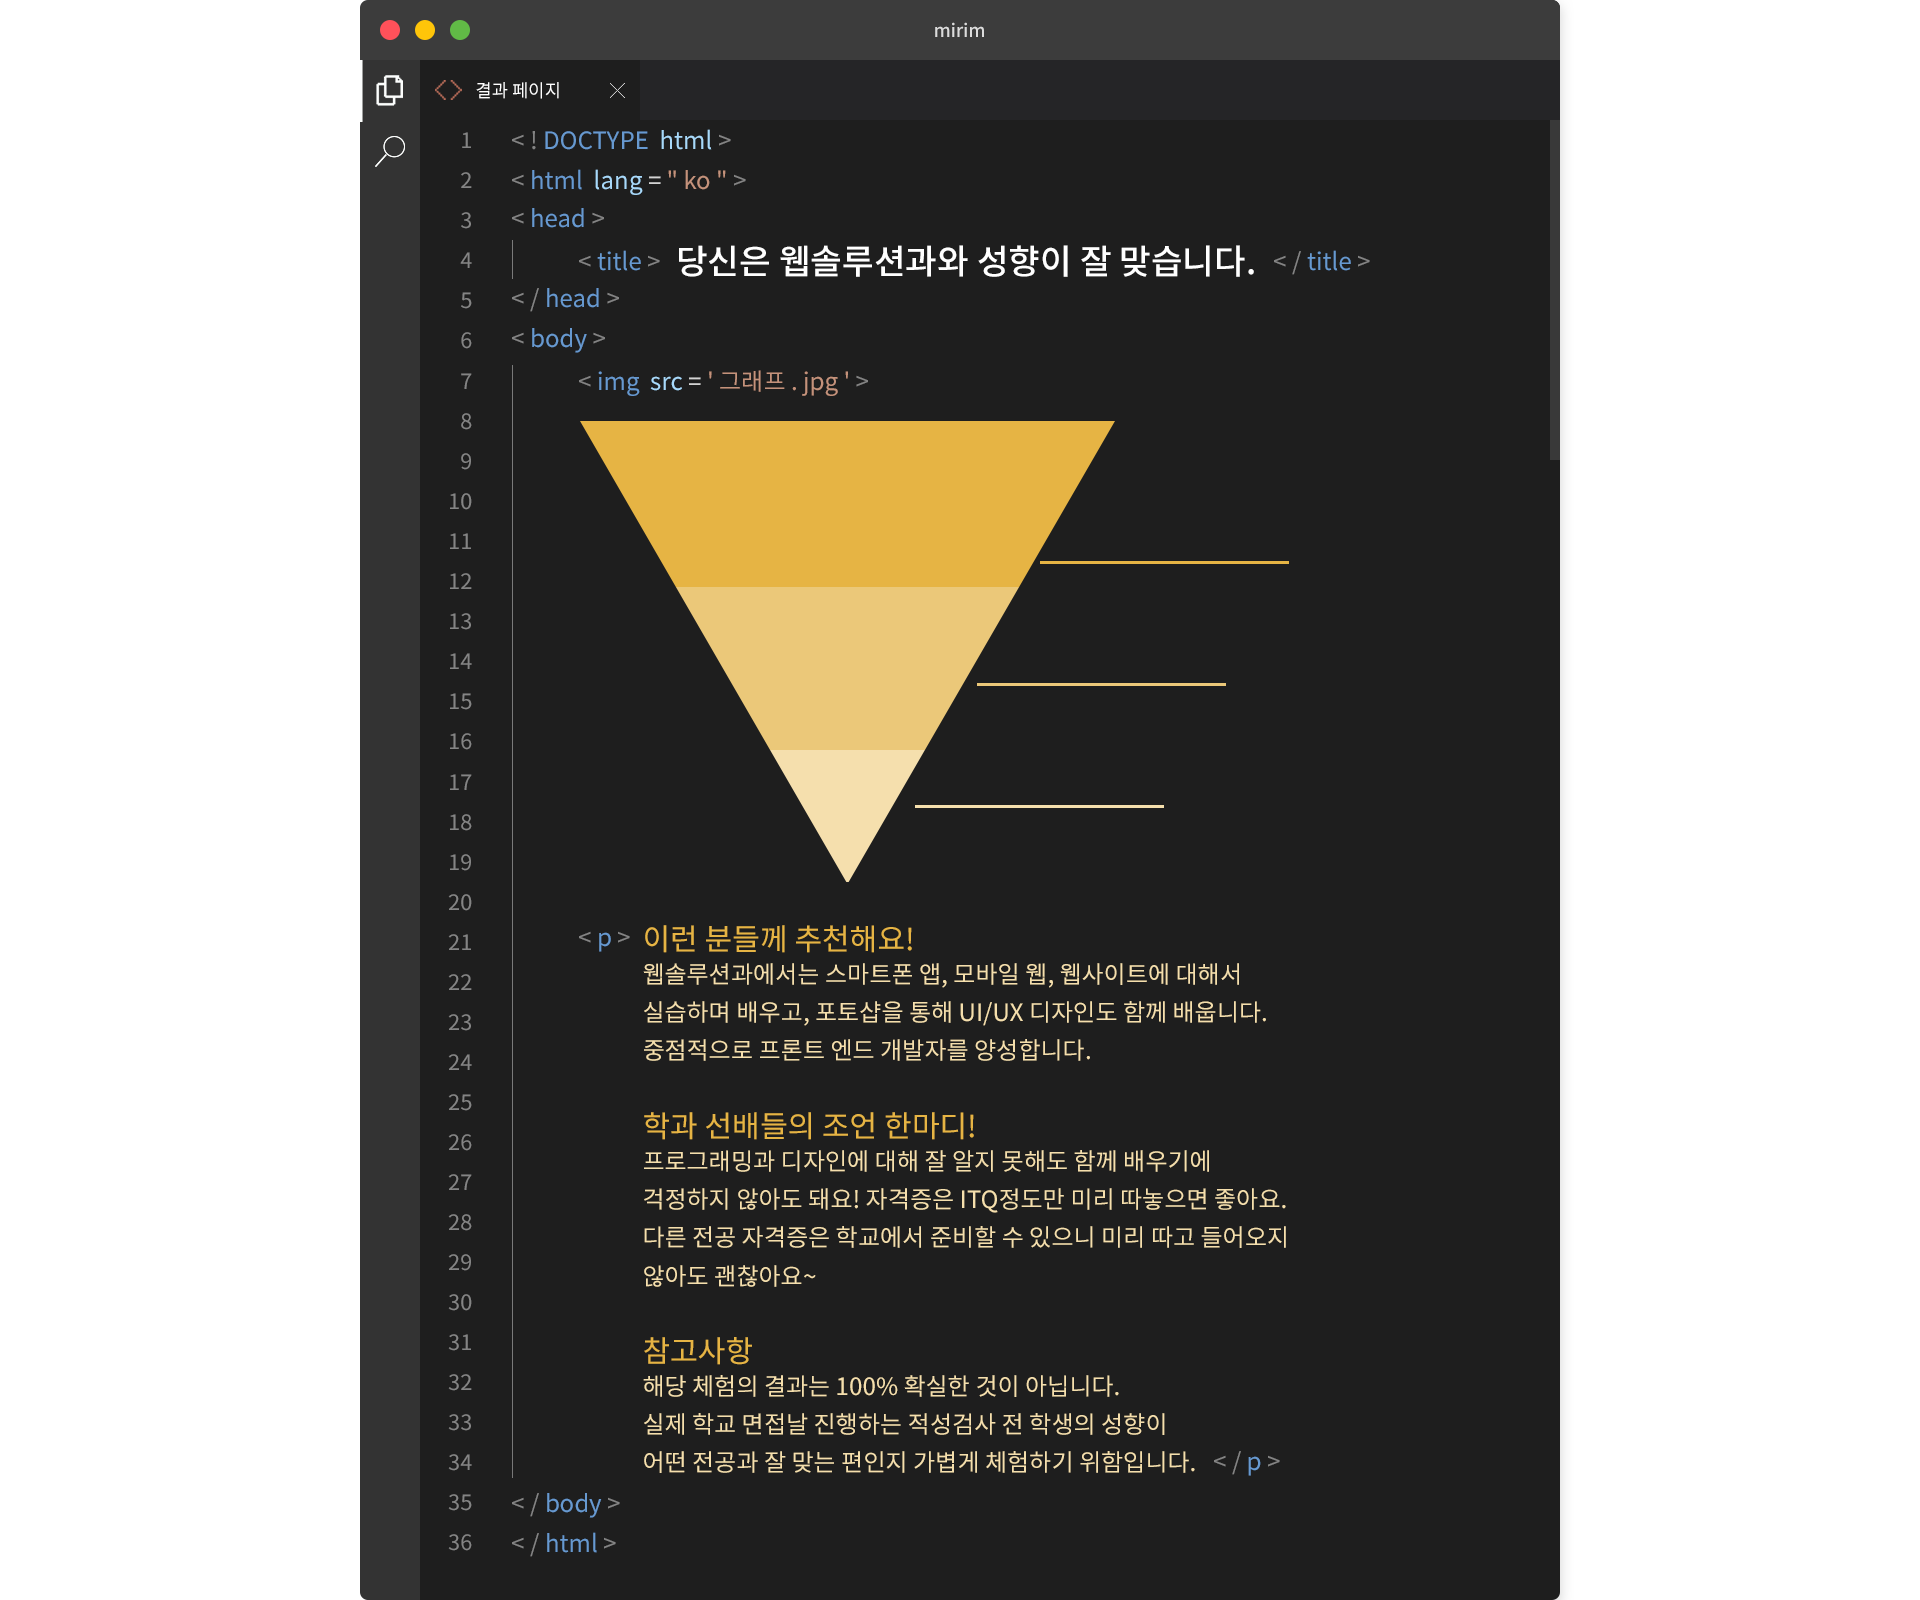 mirim
결과 페이지
1 <!DOCTYPE html>
2 <html lang="ko">
3 <head>
4 <title> 당신은 웹솔루션과와 성향이 잘 맞습니다. </title>
5 </head>
6 <body>
7 <img src='그래프.jpg'>
8
9
10
11
12
13
14
15
16
17
18
19
20
21 <p> 이런 분들께 추천해요!
22 웹솔루션과에서는 스마트폰 앱, 모바일 웹, 웹사이트에 대해서
23 실습하며 배우고, 포토샵을 통해 UI/UX 디자인도 함께 배웁니다.
24 중점적으로 프론트 엔드 개발자를 양성합니다.
25
26 학과 선배들의 조언 한마디!
27 프로그래밍과 디자인에 대해 잘 알지 못해도 함께 배우기에
28 걱정하지 않아도 돼요! 자격증은 ITQ정도만 미리 따놓으면 좋아요.
29 다른 전공 자격증은 학교에서 준비할 수 있으니 미리 따고 들어오지
30 않아도 괜찮아요~
31 참고사항
32 해당 체험의 결과는 100% 확실한 것이 아닙니다.
33 실제 학교 면접날 진행하는 적성검사 전 학생의 성향이
34 어떤 전공과 잘 맞는 편인지 가볍게 체험하기 위함입니다. </p>
35 </body>
36 </html>